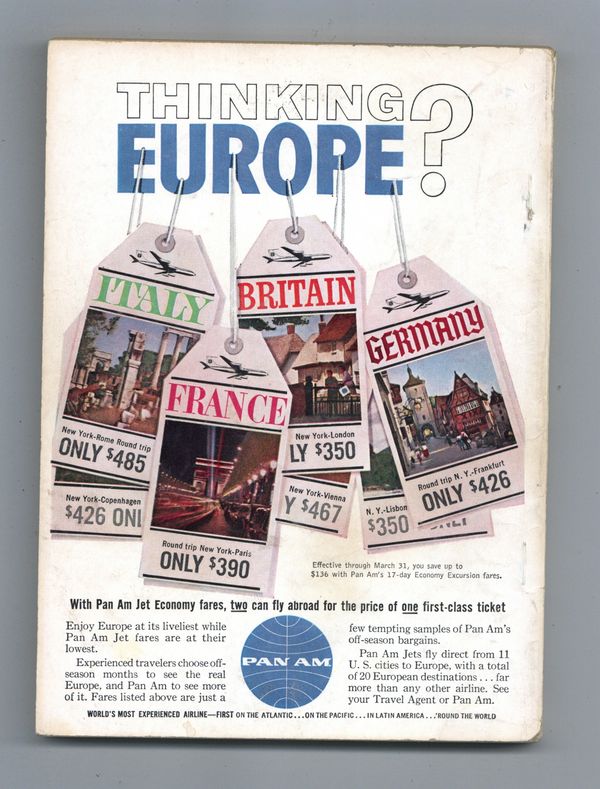 THINKING
EUROPE?
ITALY
New York-Rome Round trip
ONLY $485
New York-Copenhagen
$426 ONL
FRANCE
Round trip New York-Paris
ONLY $390
BRITAIN
New York-London
LY $350
New York-Vienna
Y $467
GERMANY
Round trip N. Y.-Frankfurt
ONLY $426
N. Y.-Lisbon
$350
Effective through March 31, you save up to
$136 with Pan Am's 17-day Economy Excursion fares.
With Pan Am Jet Economy fares, two can fly abroad for the price of one first-class ticket
Enjoy Europe at its liveliest while
Pan Am Jet fares are at their
lowest.
Experienced travelers choose off-
season months to see the real
Europe, and Pan Am to see more
of it. Fares listed above are just a
PAN AM
few tempting samples of Pan Am's
off-season bargains.
Pan Am Jets fly direct from 11
U. S. cities to Europe, with a total
of 20 European destinations . . . far
more than any other airline. See
your Travel Agent or Pan Am.
WORLD'S MOST EXPERIENCED AIRLINE—FIRST ON THE ATLANTIC...ON THE PACIFIC...IN LATIN AMERICA...'ROUND THE WORLD